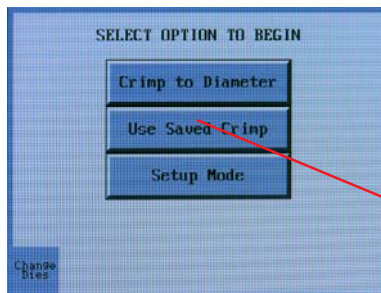 SELECT OPTION TO BEGIN
Crimp to Diameter
Use Saved Crimp
Setup Mode
Change
Dies